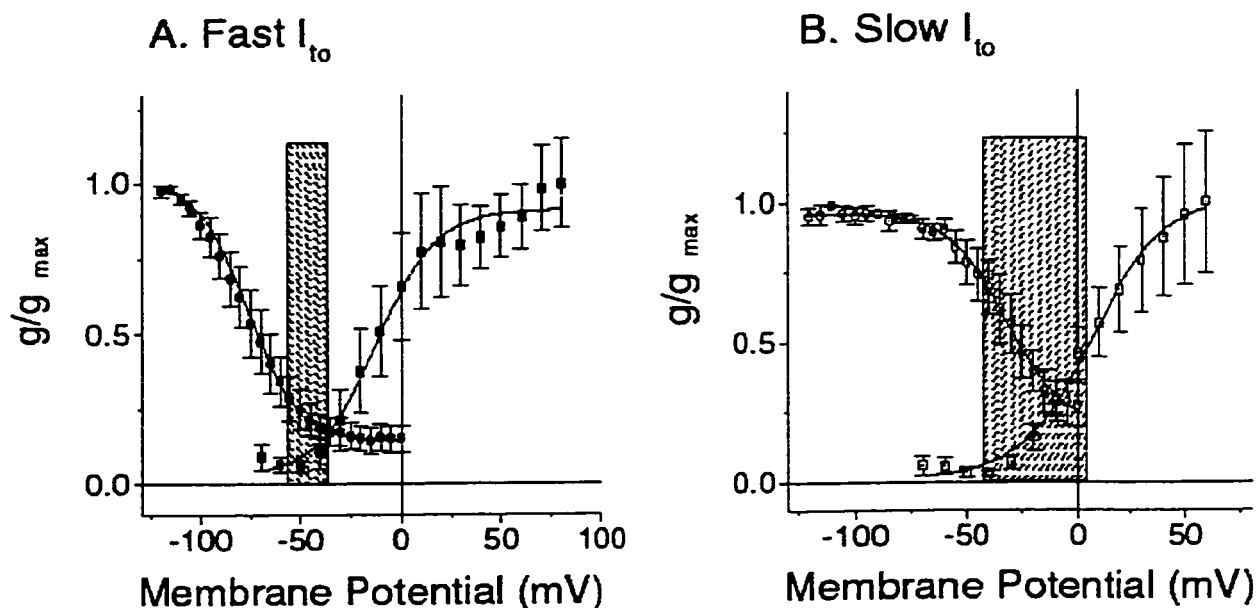 A. Fast I to
B. Slow I to
g/g max
1.0
0.5
0.0
-100 -50 0 50 100
Membrane Potential (mV)
g/g max
1.0
0.5
0.0
-100 -50 0 50
Membrane Potential (mV)